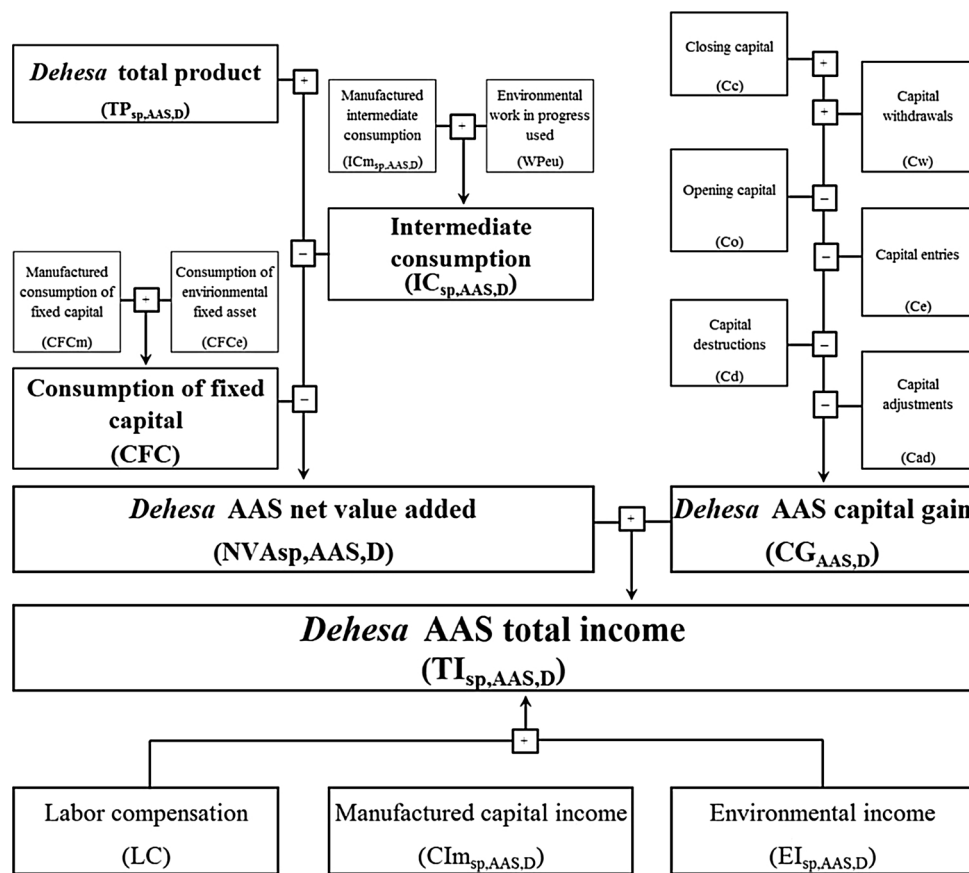 Dehesa total product
(TPsp,AAS,D)
+
Manufactured
intermediate
consumption
(ICmsp,AAS,D)
+
Environmental
work in progress
used
(WPeu)
Intermediate
consumption
(ICsp,AAS,D)
−
Manufactured
consumption of
fixed capital
(CFCm)
+
Consumption of
envirionmental
fixed asset
(CFCe)
Consumption of fixed
capital
(CFC)
−
Closing capital
(Cc)
+
Capital
withdrawals
(Cw)
+
Opening capital
(Co)
−
Capital entries
(Ce)
−
Capital
destructions
(Cd)
−
Capital
adjustments
(Cad)
−
Dehesa AAS net value added
(NVAsp,AAS,D)
+
Dehesa AAS capital gain
(CGAAS,D)
Dehesa AAS total income
(TIsp,AAS,D)
+
Labor compensation
(LC)
Manufactured capital income
(CImsp,AAS,D)
Environmental income
(EIsp,AAS,D)